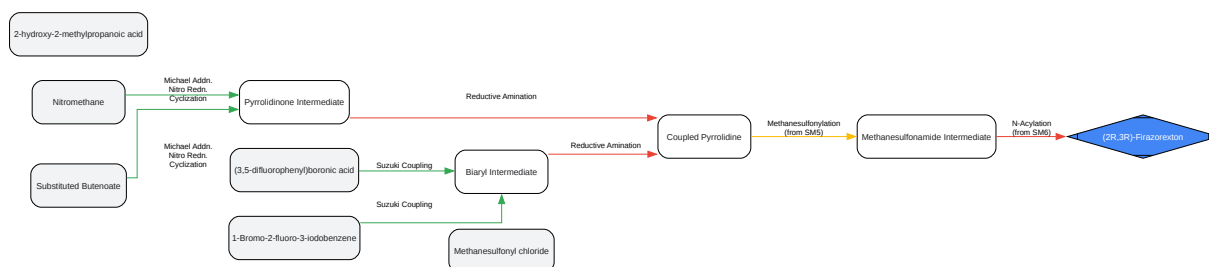 2-hydroxy-2-methylpropanoic acid
Nitromethane
Michael Addn.
Nitro Redn.
Cyclization
Pyrrolidinone Intermediate
Reductive Amination
Substituted Butenoate
Michael Addn.
Nitro Redn.
Cyclization
(3,5-difluorophenyl)boronic acid
Suzuki Coupling
Biaryl Intermediate
Reductive Amination
Coupled Pyrrolidine
Methanesulfonylation
(from SM5)
Methanesulfonamide Intermediate
N-Acylation
(from SM6)
(2R,3R)-Firazorexton
Suzuki Coupling
1-Bromo-2-fluoro-3-iodobenzene
Methanesulfonyl chloride